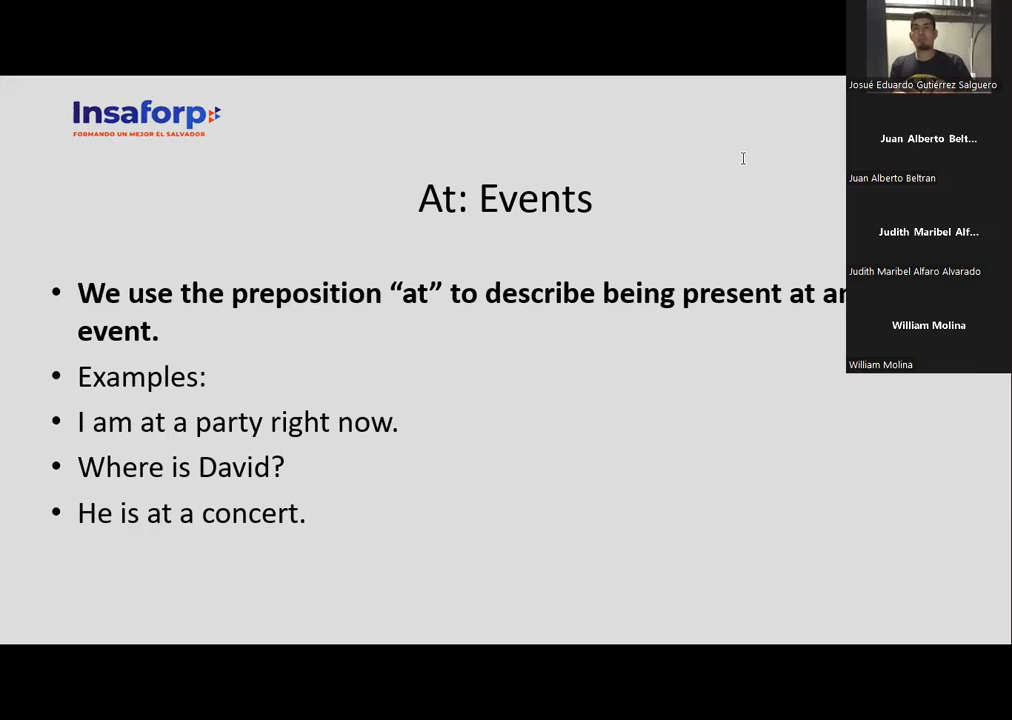 Insaforp
FORMANDO UN MEJOR EL SALVADOR
At: Events
• We use the preposition “at” to describe being present at an
event.
• Examples:
• I am at a party right now.
• Where is David?
• He is at a concert.
Josué Eduardo Gutiérrez Salguero
Juan Alberto Belt...
Juan Alberto Beltran
Judith Maribel Alf...
Judith Maribel Alfaro Alvarado
William Molina
William Molina